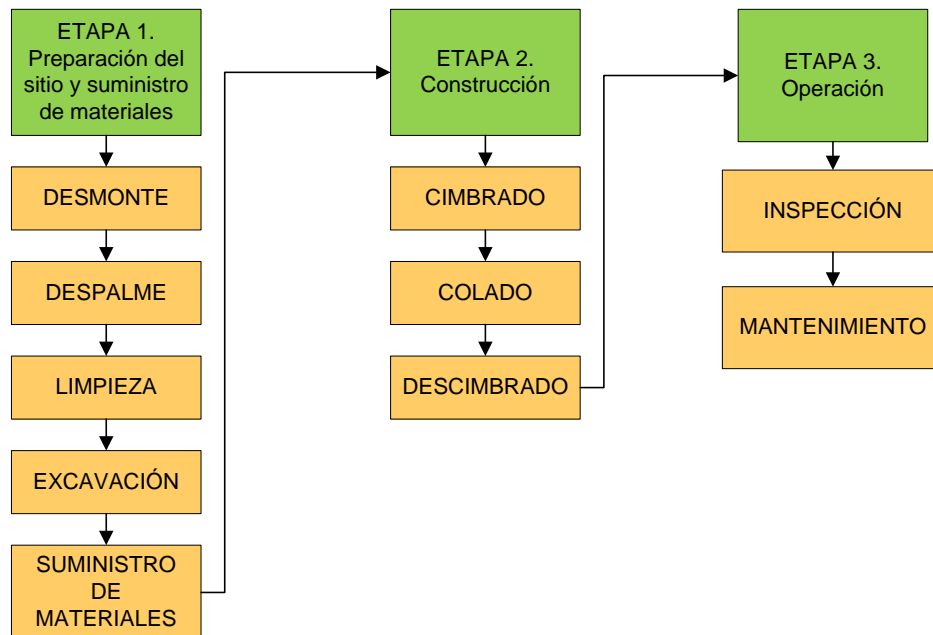 ETAPA 1.
Preparación del
sitio y suministro
de materiales
DESMONTE
DESPALME
LIMPIEZA
EXCAVACIÓN
SUMINISTRO
DE
MATERIALES
ETAPA 2.
Construcción
CIMBRADO
COLADO
DESCIMBRADO
ETAPA 3.
Operación
INSPECCIÓN
MANTENIMIENTO